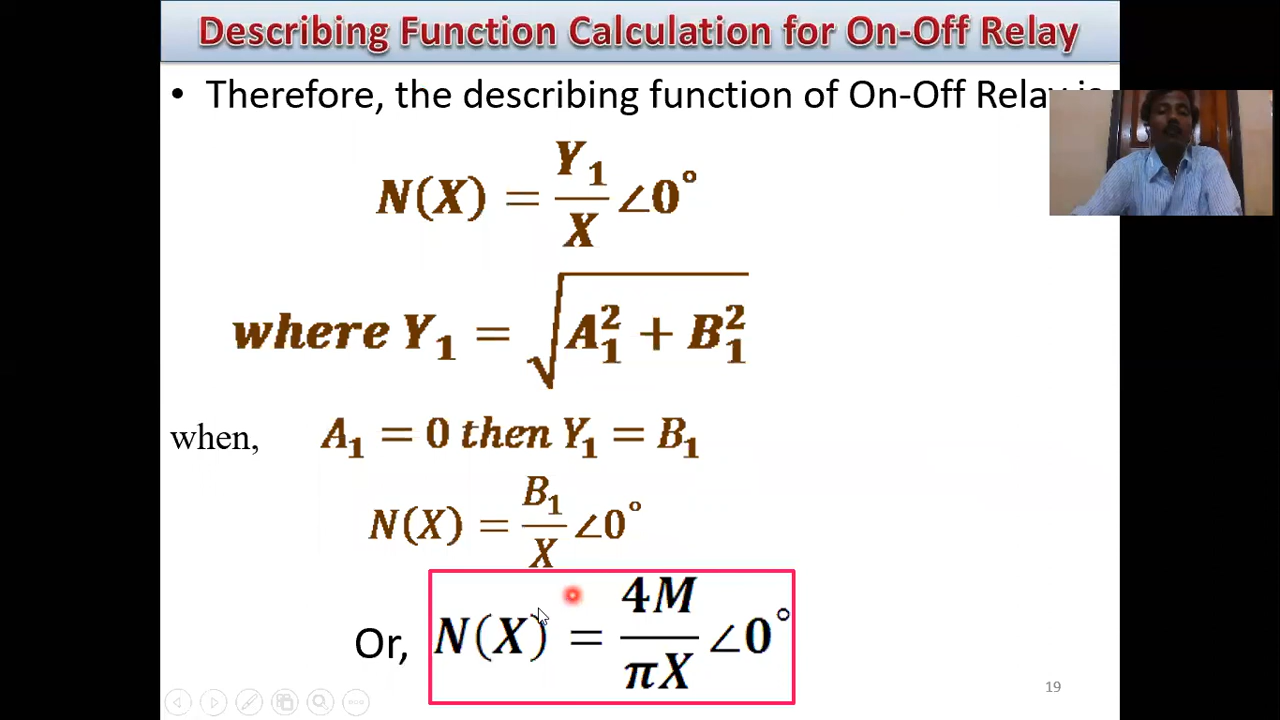 Describing Function Calculation for On-Off Relay
• Therefore, the describing function of On-Off Relay is
N(X) = Y₁/X ∠0°
where Y₁ = √(A₁² + B₁²)
when, A₁ = 0 then Y₁ = B₁
N(X) = B₁/X ∠0°
Or, N(X) = 4M/πX ∠0°
19